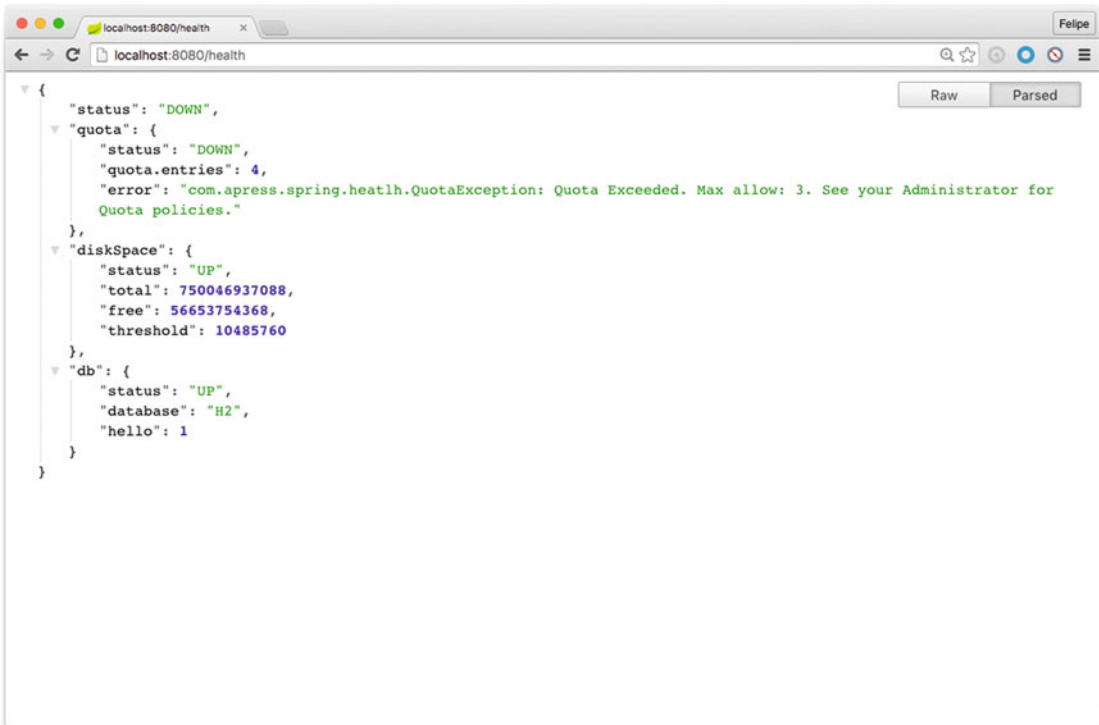 localhost:8080/health
Felipe
localhost:8080/health
Raw
Parsed
{
"status": "DOWN",
"quota": {
"status": "DOWN",
"quota.entries": 4,
"error": "com.apress.spring.heatlh.QuotaException: Quota Exceeded. Max allow: 3. See your Administrator for
Quota policies."
},
"diskSpace": {
"status": "UP",
"total": 750046937088,
"free": 56653754368,
"threshold": 10485760
},
"db": {
"status": "UP",
"database": "H2",
"hello": 1
}
}